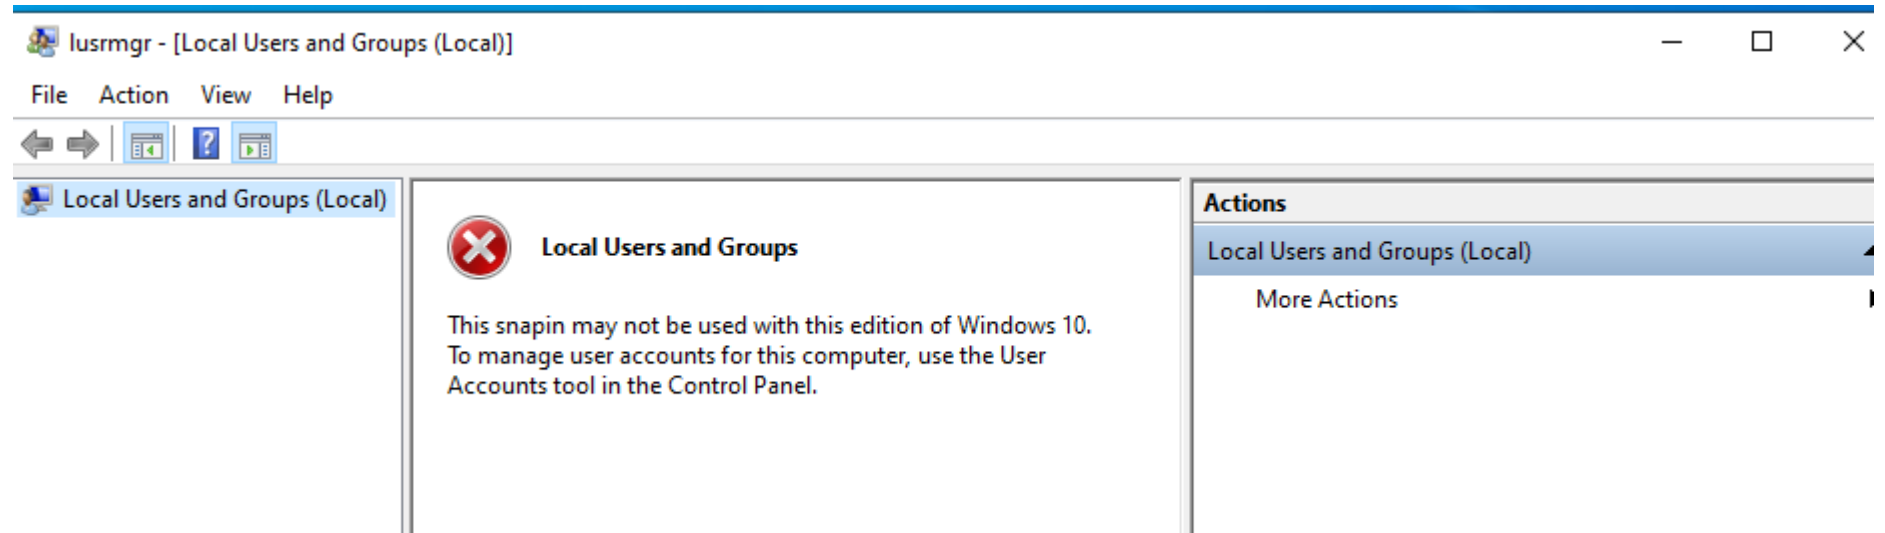 lusrmgr - [Local Users and Groups (Local)]
File Action View Help
Local Users and Groups (Local)
Local Users and Groups
This snapin may not be used with this edition of Windows 10.
To manage user accounts for this computer, use the User
Accounts tool in the Control Panel.
Actions
Local Users and Groups (Local)
More Actions